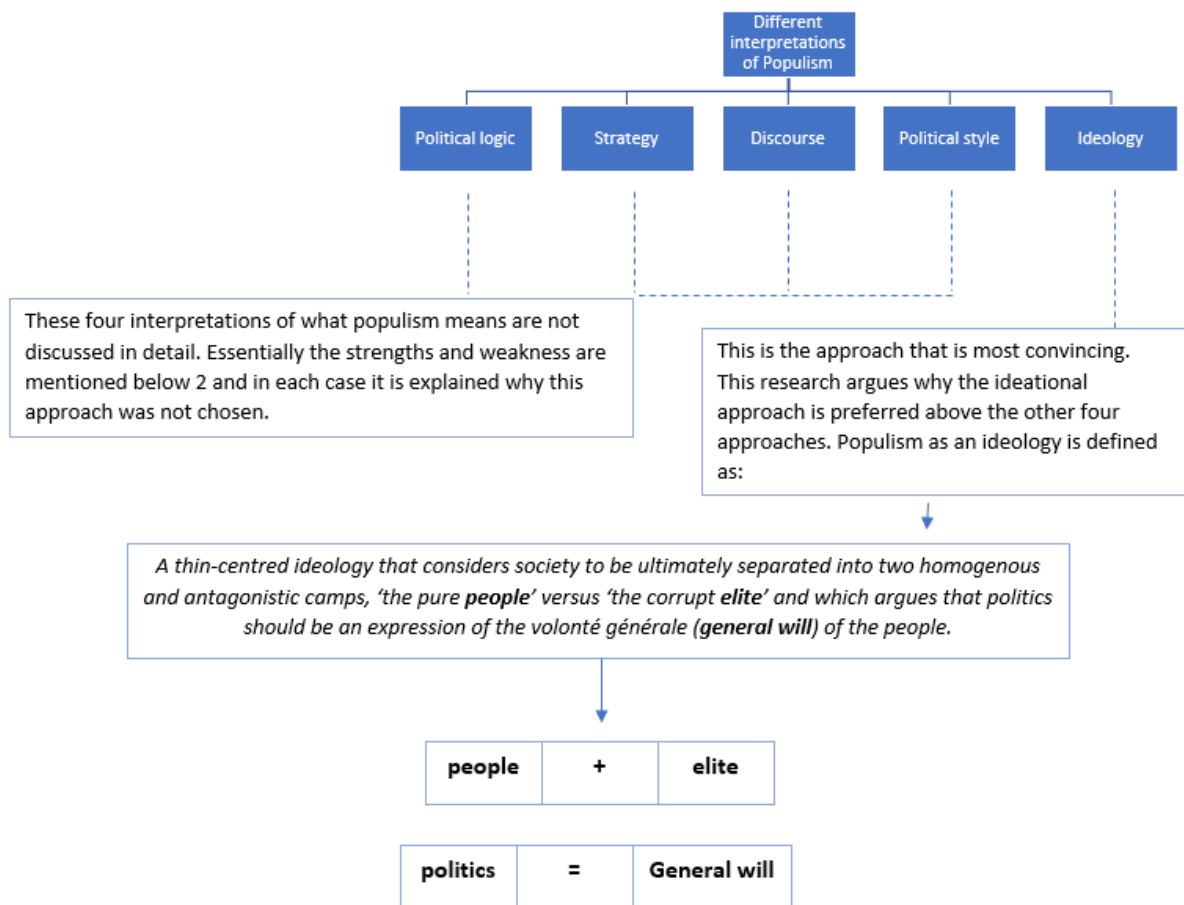 Different
interpretations
of Populism
Political logic
Strategy
Discourse
Political style
Ideology
These four interpretations of what populism means are not
discussed in detail. Essentially the strengths and weakness are
mentioned below 2 and in each case it is explained why this
approach was not chosen.
This is the approach that is most convincing.
This research argues why the ideational
approach is preferred above the other four
approaches. Populism as an ideology is defined
as:
A thin-centred ideology that considers society to be ultimately separated into two homogenous
and antagonistic camps, ‘the pure people’ versus ‘the corrupt elite’ and which argues that politics
should be an expression of the volonté générale (general will) of the people.
people + elite
politics = General will